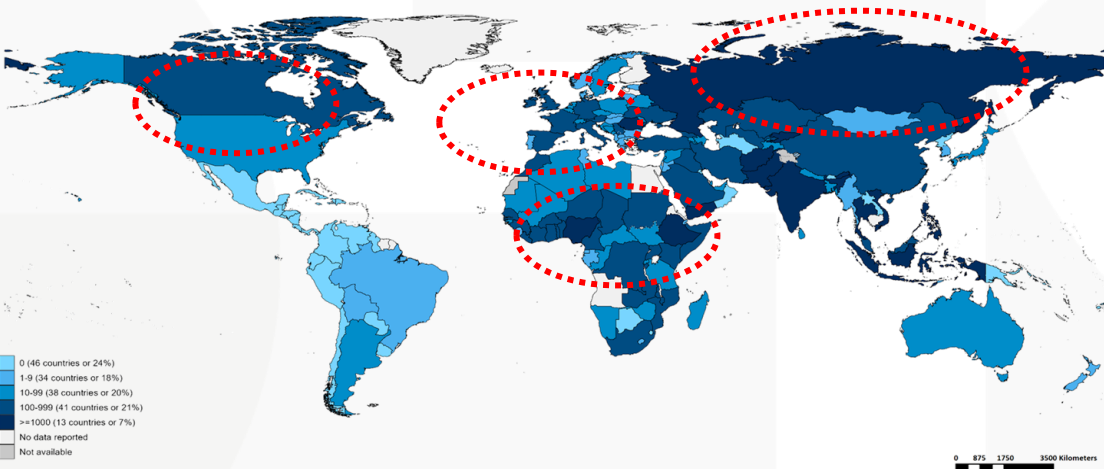 0 (46 countries or 24%)
1-9 (34 countries or 18%)
10-99 (38 countries or 20%)
100-999 (41 countries or 21%)
>=1000 (13 countries or 7%)
No data reported
Not available
0 875 1750 3500 Kilometers